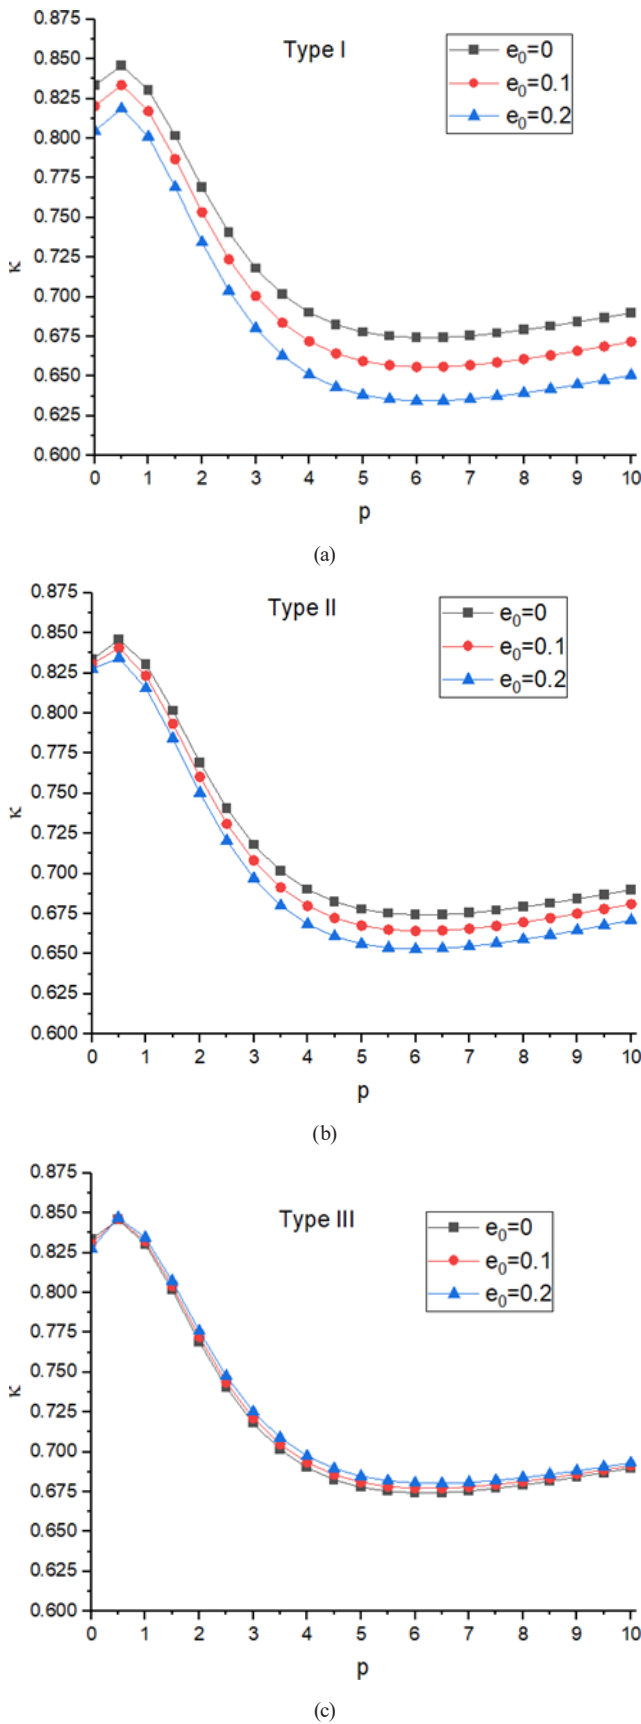 0.875
0.850
0.825
0.800
0.775
0.750
0.725
0.700
0.675
0.650
0.625
0.600
κ
Type I
e₀=0
e₀=0.1
e₀=0.2
0 1 2 3 4 5 6 7 8 9 10
p
(a)
0.875
0.850
0.825
0.800
0.775
0.750
0.725
0.700
0.675
0.650
0.625
0.600
κ
Type II
e₀=0
e₀=0.1
e₀=0.2
0 1 2 3 4 5 6 7 8 9 10
p
(b)
0.875
0.850
0.825
0.800
0.775
0.750
0.725
0.700
0.675
0.650
0.625
0.600
κ
Type III
e₀=0
e₀=0.1
e₀=0.2
0 1 2 3 4 5 6 7 8 9 10
p
(c)